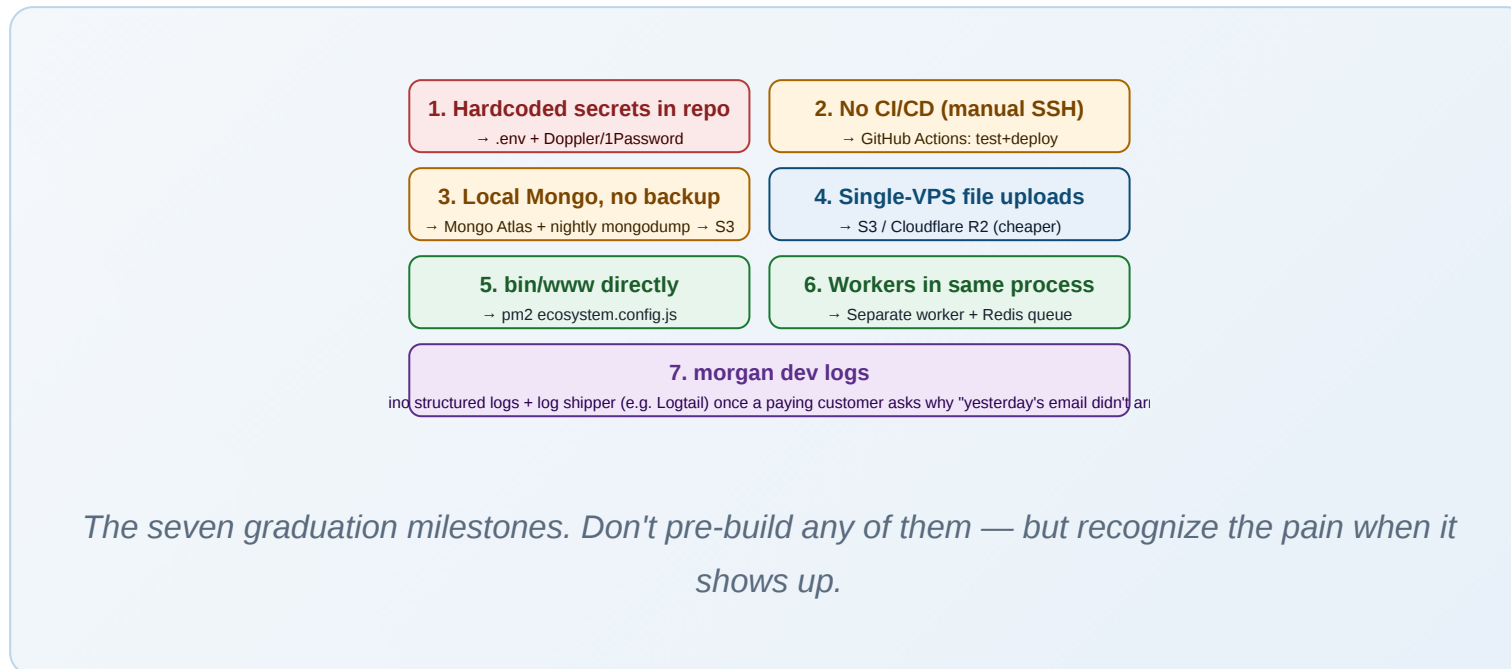 1. Hardcoded secrets in repo
→ .env + Doppler/1Password
2. No CI/CD (manual SSH)
→ GitHub Actions: test+deploy
3. Local Mongo, no backup
→ Mongo Atlas + nightly mongodump → S3
4. Single-VPS file uploads
→ S3 / Cloudflare R2 (cheaper)
5. bin/www directly
→ pm2 ecosystem.config.js
6. Workers in same process
→ Separate worker + Redis queue
7. morgan dev logs
structured logs + log shipper (e.g. Logtail) once a paying customer asks why "yesterday's email didn't
The seven graduation milestones. Don't pre-build any of them — but recognize the pain when it
shows up.